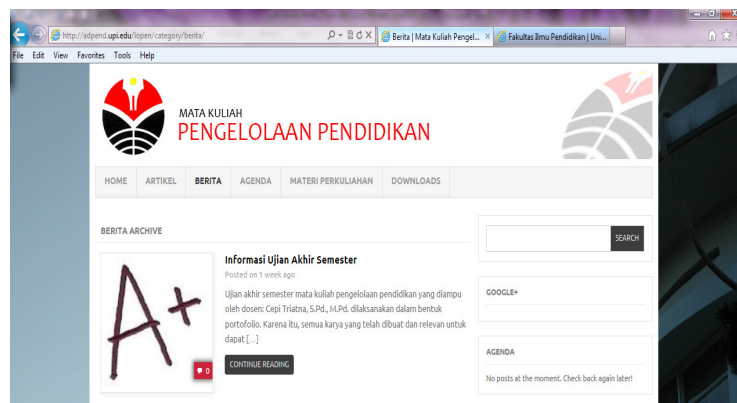 http://adpend.upi.edu/lopen/category/berita/
Berita | Mata Kuliah Pengel...
Fakultas Ilmu Pendidikan | Uni...
File Edit View Favorites Tools Help
MATA KULIAH
PENGELOLAAN PENDIDIKAN
HOME ARTIKEL BERITA AGENDA MATERI PERKULIAHAN DOWNLOADS
BERITA ARCHIVE
A+
0
Informasi Ujian Akhir Semester
Posted on 1 week ago
Ujian akhir semester mata kuliah pengelolaan pendidikan yang diampu
oleh dosen: Cepi Triatna, S.Pd., M.Pd. dilaksanakan dalam bentuk
portofolio. Karena itu, semua karya yang telah dibuat dan relevan untuk
dapat [...]
CONTINUE READING
SEARCH
GOOGLE+
AGENDA
No posts at the moment. Check back again later!